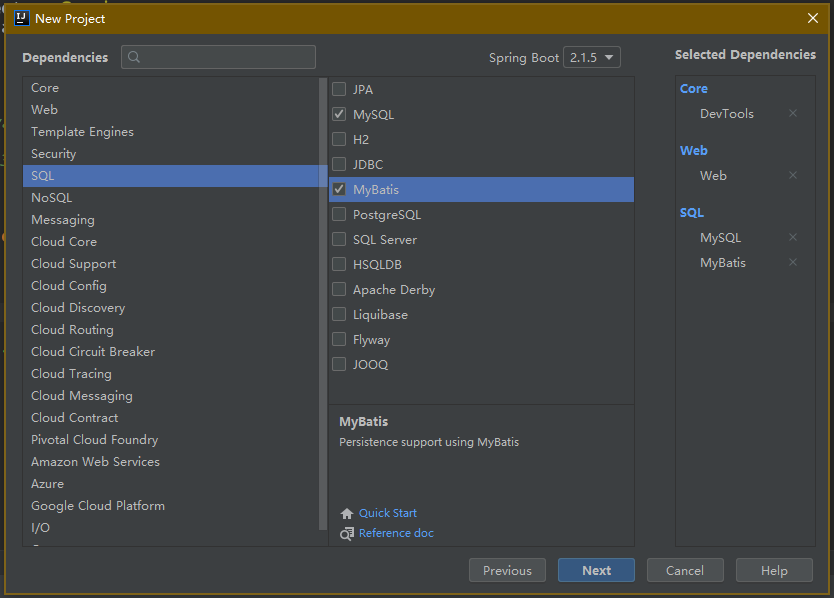 New Project
Dependencies
Spring Boot 2.1.5
Selected Dependencies
Core
Web
Template Engines
Security
SQL
NoSQL
Messaging
Cloud Core
Cloud Support
Cloud Config
Cloud Discovery
Cloud Routing
Cloud Circuit Breaker
Cloud Tracing
Cloud Messaging
Cloud Contract
Pivotal Cloud Foundry
Amazon Web Services
Azure
Google Cloud Platform
I/O
JPA
MySQL
H2
JDBC
MyBatis
PostgreSQL
SQL Server
HSQLDB
Apache Derby
Liquibase
Flyway
JOOQ
MyBatis
Persistence support using MyBatis
Quick Start
Reference doc
Core
DevTools
Web
Web
SQL
MySQL
MyBatis
Previous
Next
Cancel
Help